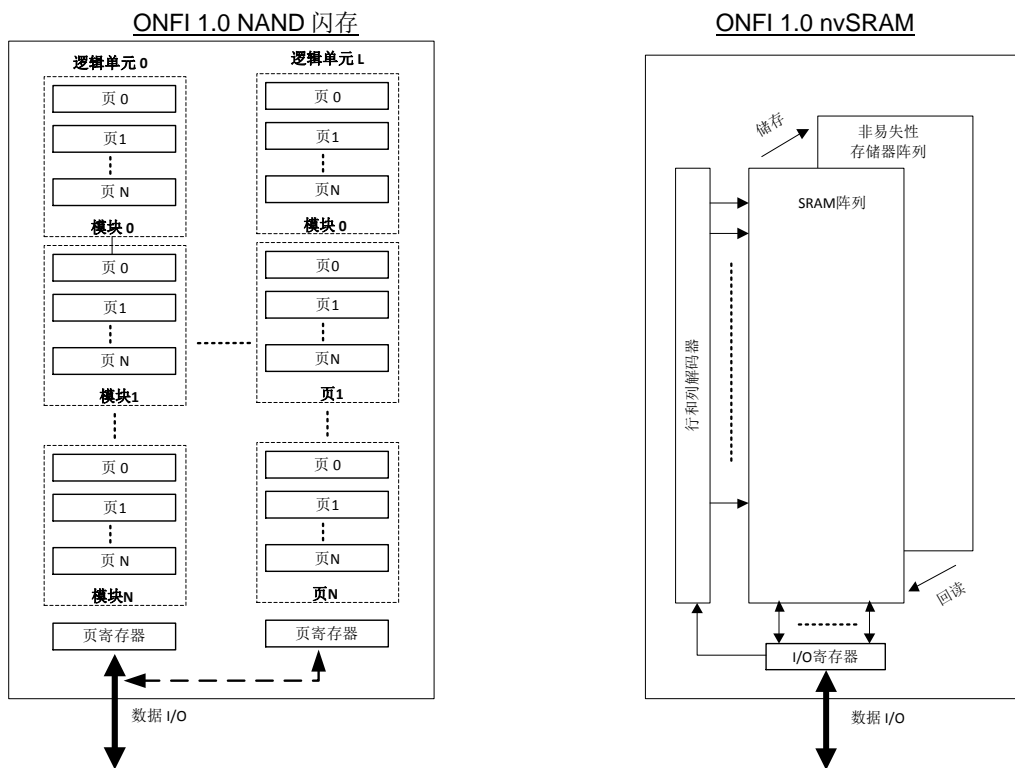 ONFI 1.0 NAND 闪存
逻辑单元 0
页 0
页1
页 N
模块 0
页 0
页1
页 N
模块1
页 0
页1
页 N
模块N
页寄存器
逻辑单元 L
页 0
页1
页N
模块 0
页0
页1
页N
页1
页 0
页1
页N
页N
页寄存器
数据 I/O
ONFI 1.0 nvSRAM
储存
非易失性
存储器阵列
SRAM阵列
行和列解码器
回读
I/O寄存器
数据 I/O